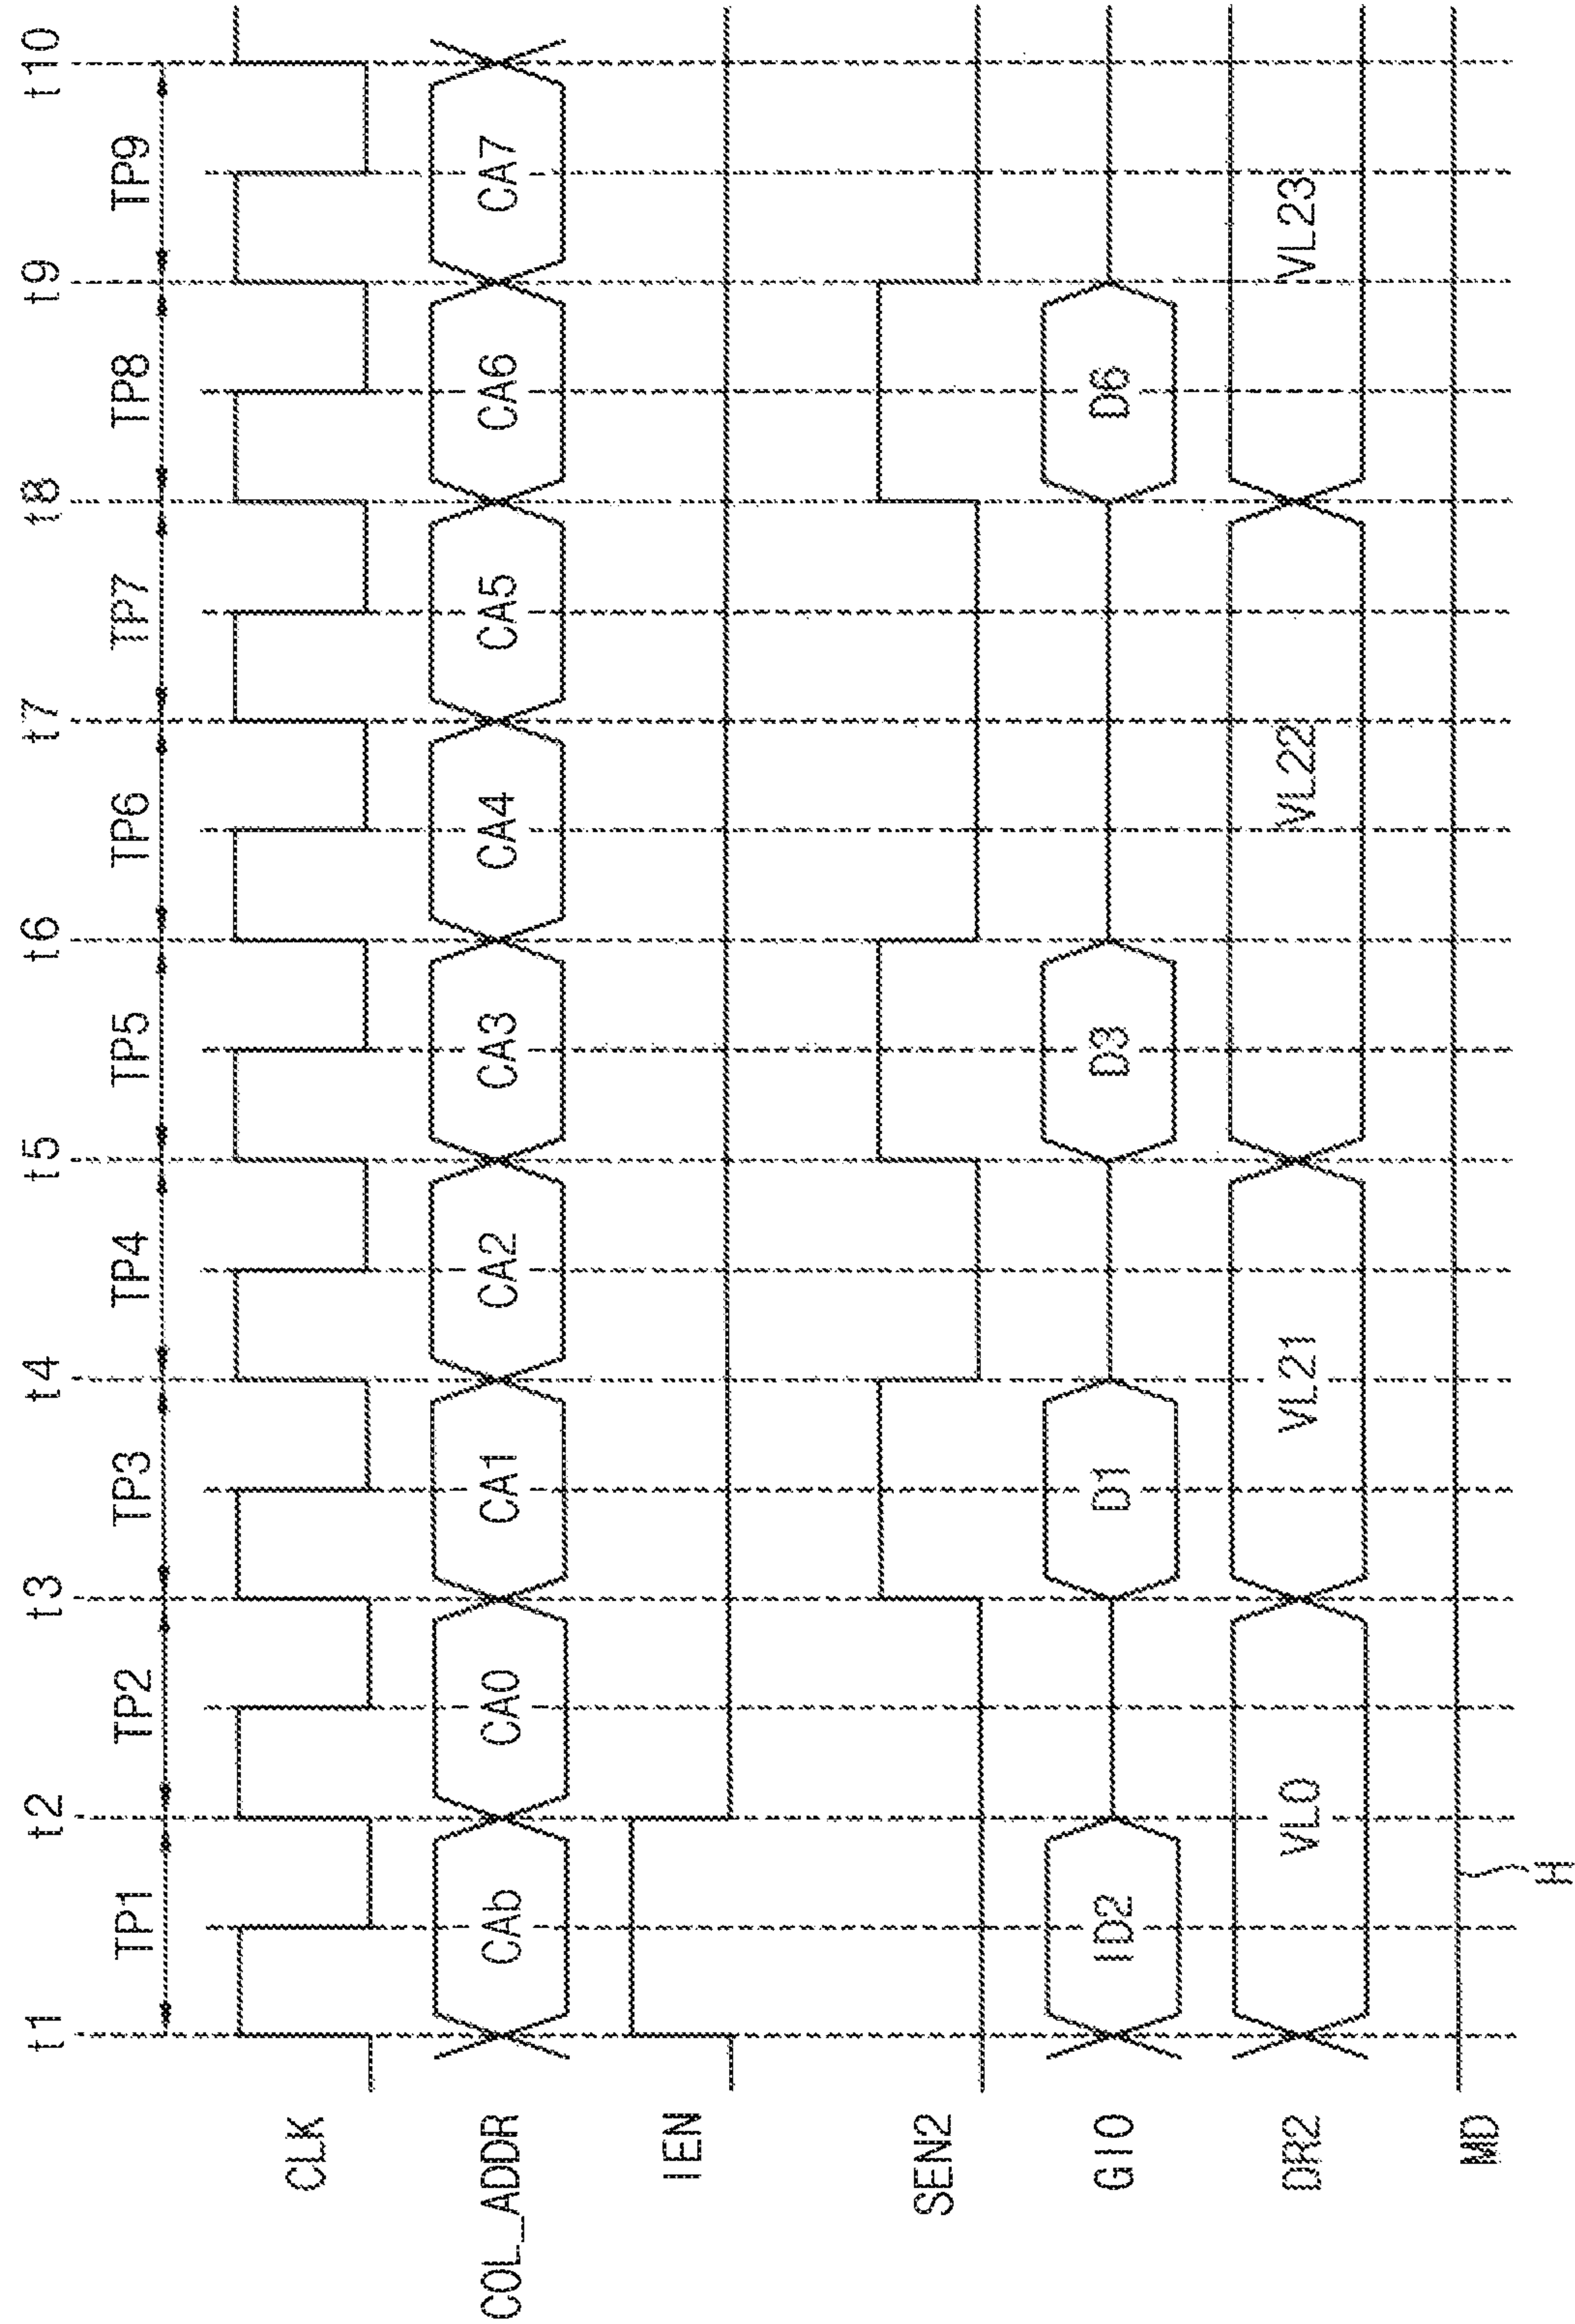 t1 t2 t3 t4 t5 t6 t7 t8 t9 t10
TP1 TP2 TP3 TP4 TP5 TP6 TP7 TP8 TP9
CLK
COL_ADDR CAb CA0 CA1 CA2 CA3 CA4 CA5 CA6 CA7
IEN
SEN2
GIO ID2 D1 D3 D6
DR2 VL0 VL21 VL22 VL23
MD
H